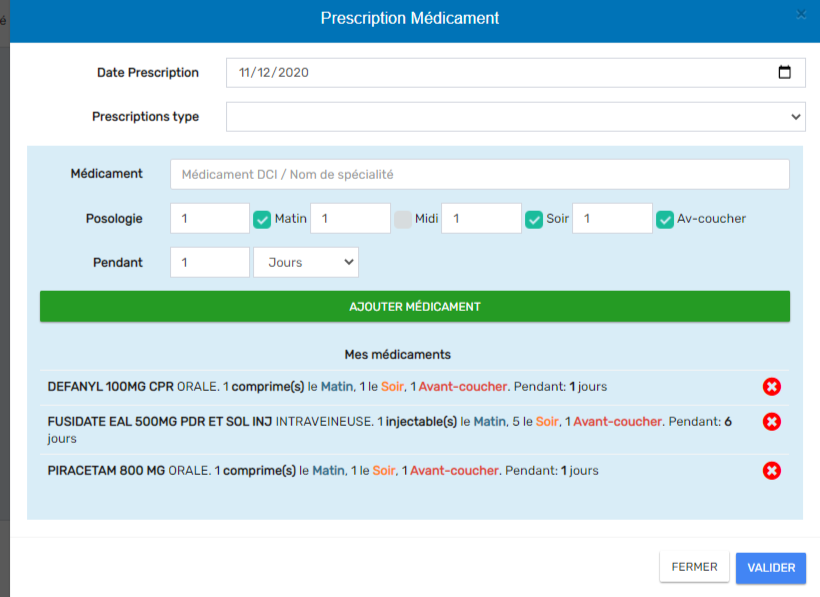 é
Prescription Médicament
×
Date Prescription 11/12/2020
Prescriptions type
Médicament Médicament DCI / Nom de spécialité
Posologie 1 Matin 1 Midi 1 Soir 1 Av-coucher
Pendant 1 Jours
AJOUTER MÉDICAMENT
Mes médicaments
DEFANYL 100MG CPR ORALE. 1 comprime(s) le Matin, 1 le Soir, 1 Avant-coucher. Pendant: 1 jours
FUSIDATE EAL 500MG PDR ET SOL INJ INTRAVEINEUSE. 1 injectable(s) le Matin, 5 le Soir, 1 Avant-coucher. Pendant: 6
jours
PIRACETAM 800 MG ORALE. 1 comprime(s) le Matin, 1 le Soir, 1 Avant-coucher. Pendant: 1 jours
FERMER VALIDER